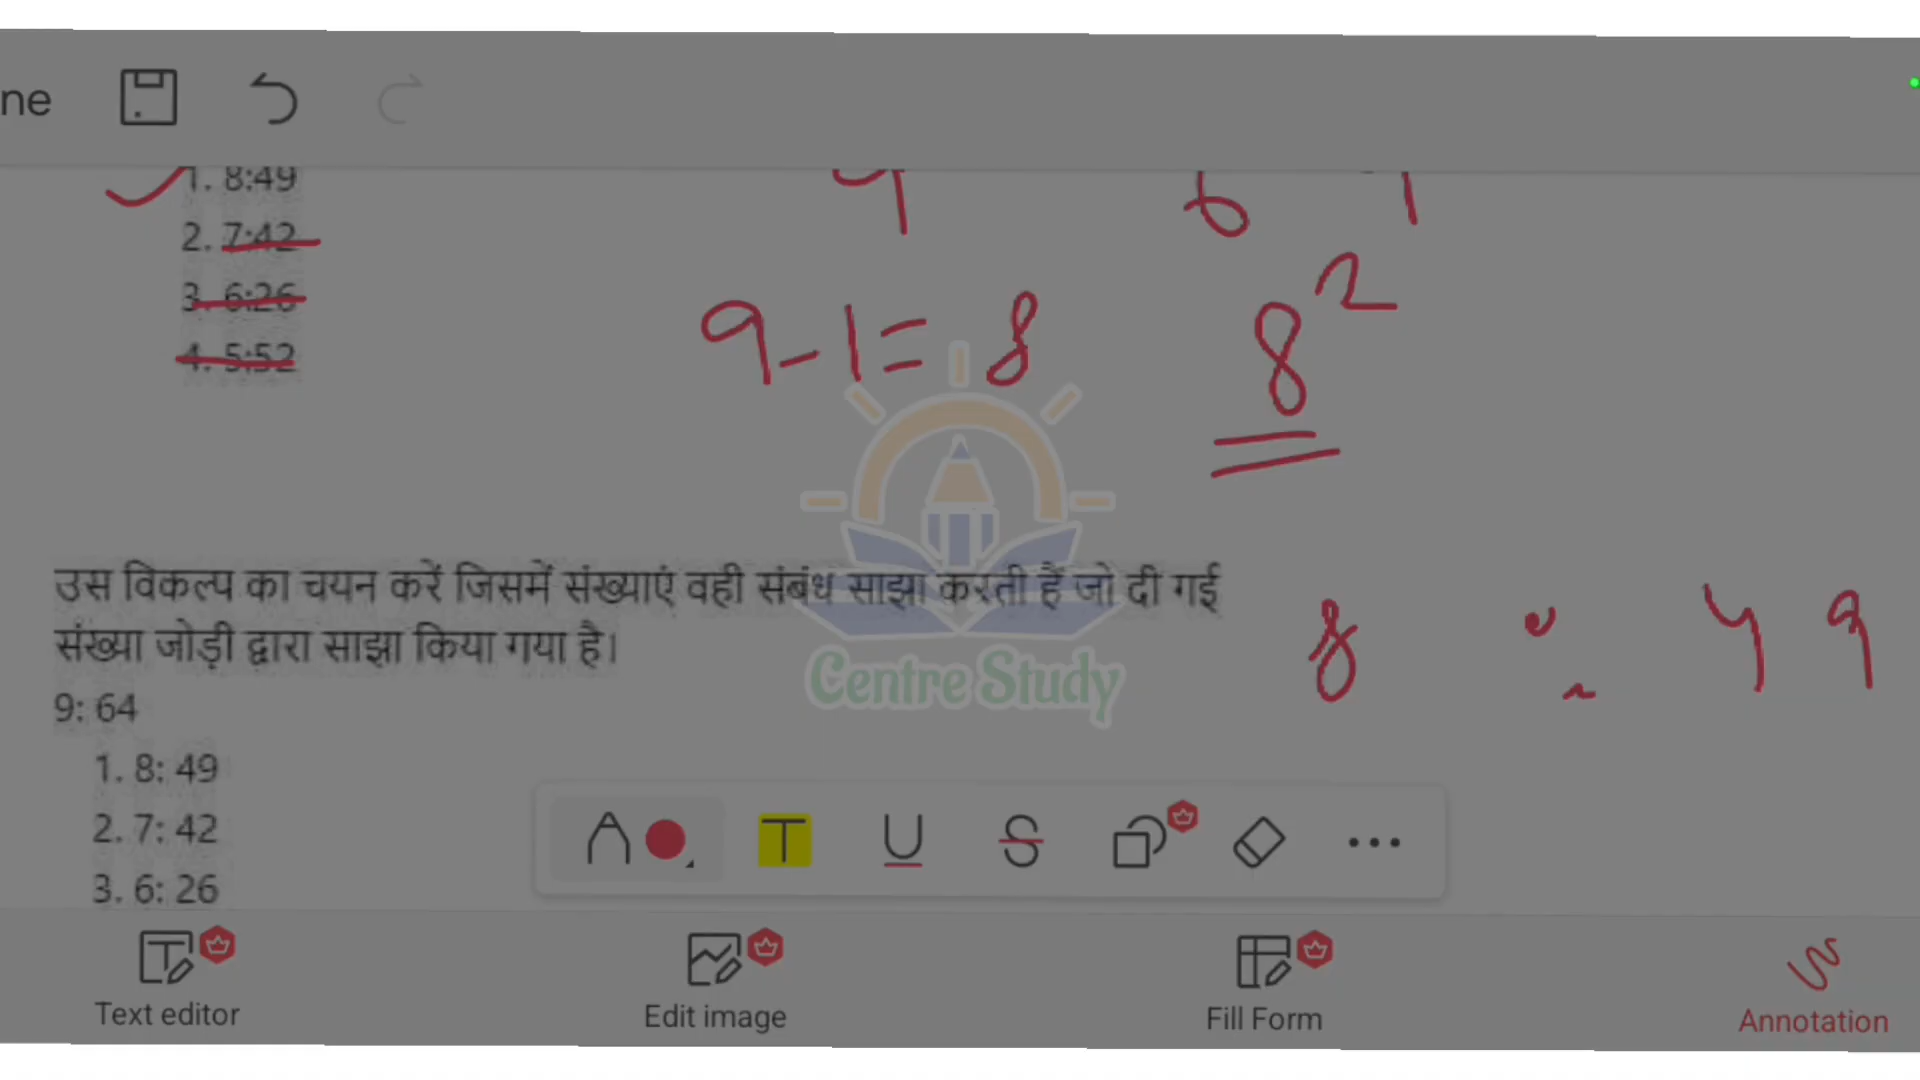 ne
1. 8:49
2. 7:42
3. 6:26
4. 5:52
9-1=8
8²
उस विकल्प का चयन करें जिसमें संख्याएं वही संबंध साझा करती हैं जो दी गई
संख्या जोड़ी द्वारा साझा किया गया है।
8 : 49
Centre Study
9: 64
1. 8: 49
2. 7: 42
3. 6: 26
Text editor
Edit image
Fill Form
Annotation